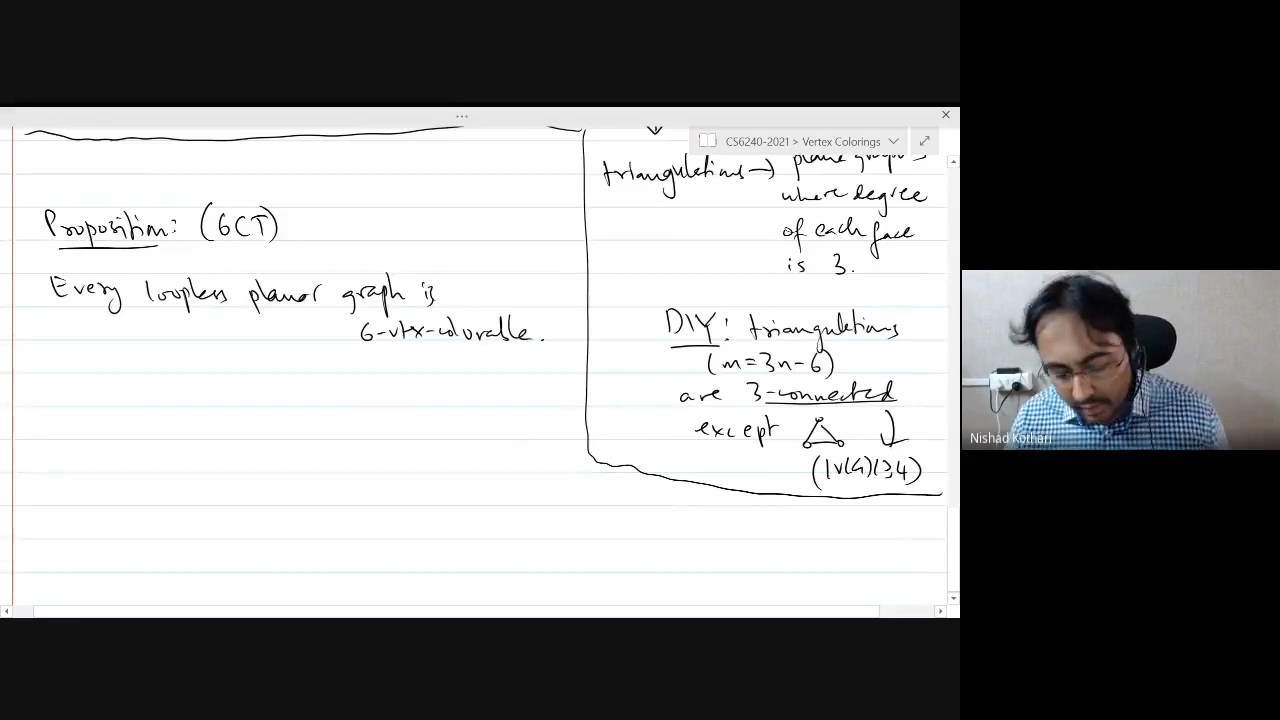 CS6240-2021 > Vertex Colorings
triangulations → plane graphs
where degree
of each face
is 3.
Proposition: (6CT)
Every loopless planar graph is
6-vtx-colorable.
DIY: triangulations
(m=3n-6)
are 3-connected
except
(|V(G)|≥4)
Nishad Kothari